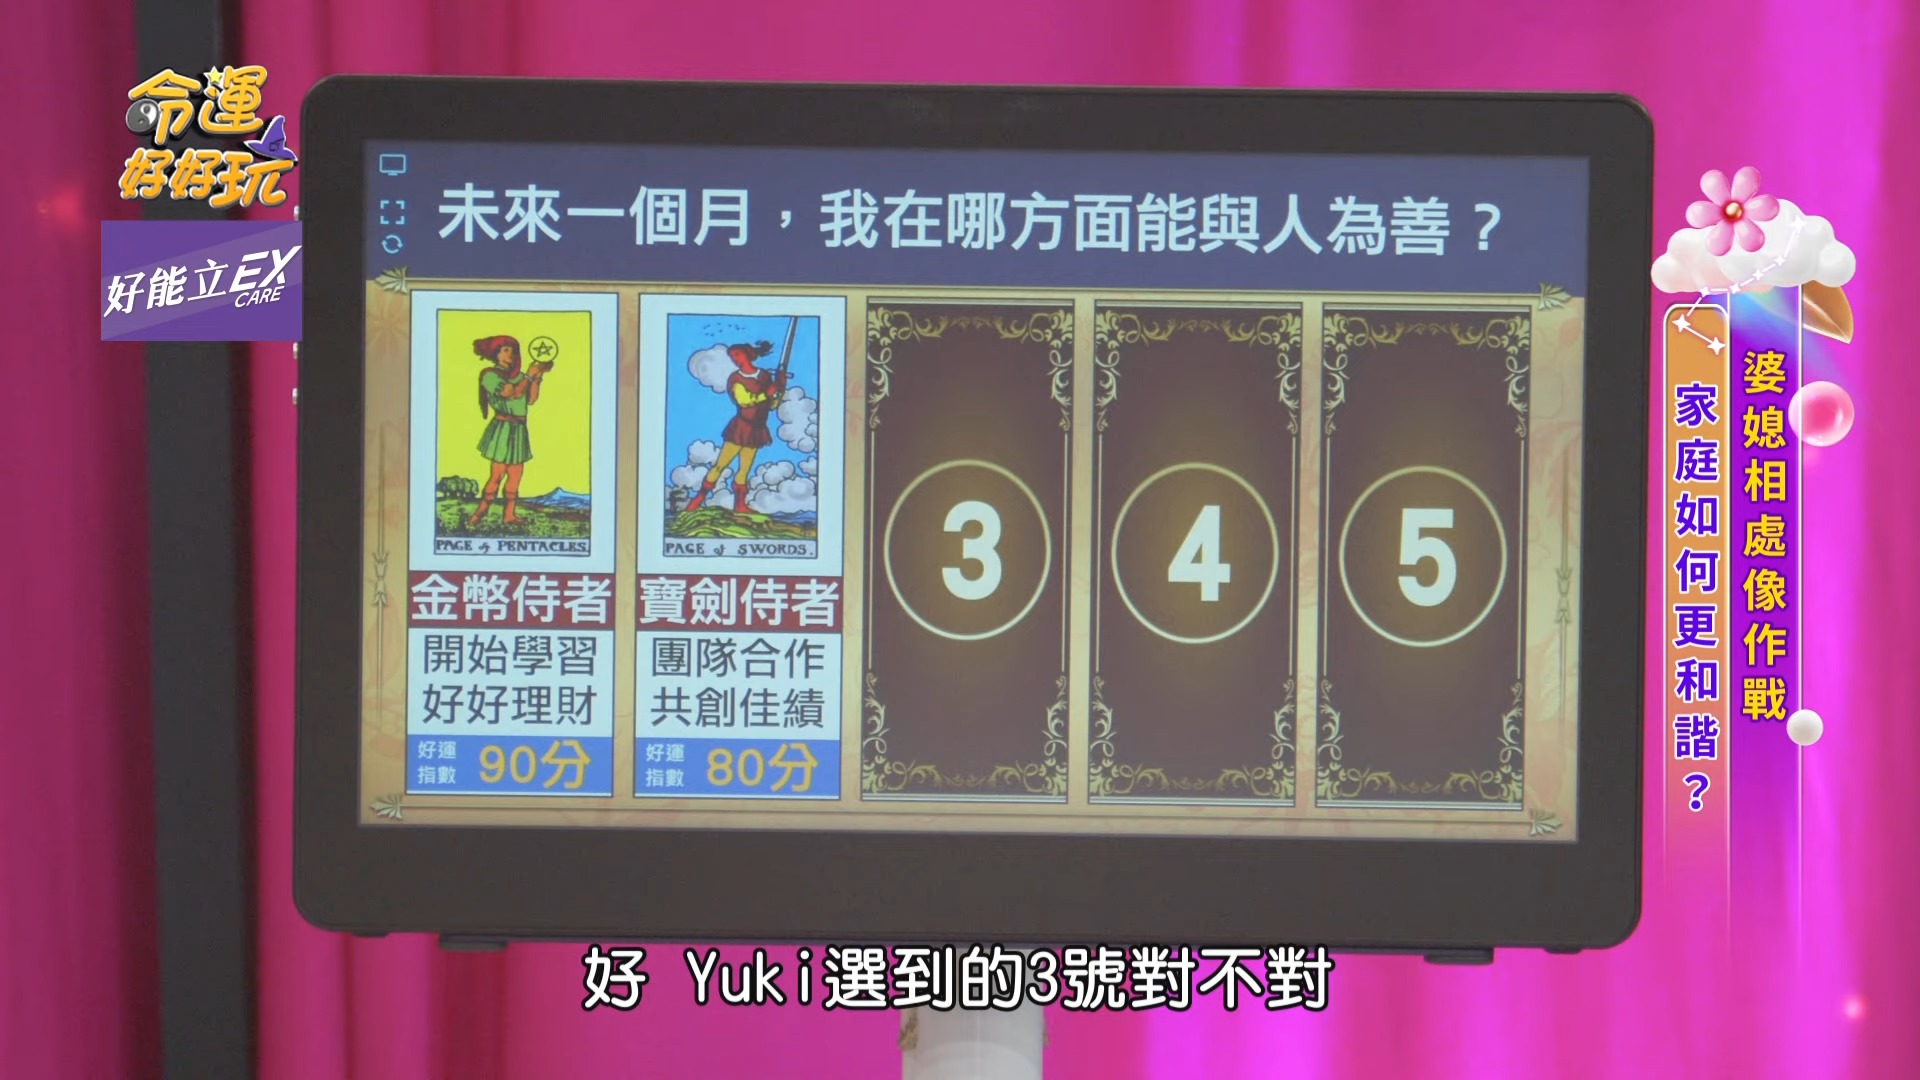 命運
好好玩
好能立EX
CARE
未來一個月，我在哪方面能與人為善？
PAGE of PENTACLES.
金幣侍者
開始學習
好好理財
好運
指數
90分
PAGE of SWORDS.
寶劍侍者
團隊合作
共創佳績
好運
指數
80分
3
4
5
婆媳相處像作戰
家庭如何更和諧？
好 Yuki選到的3號對不對